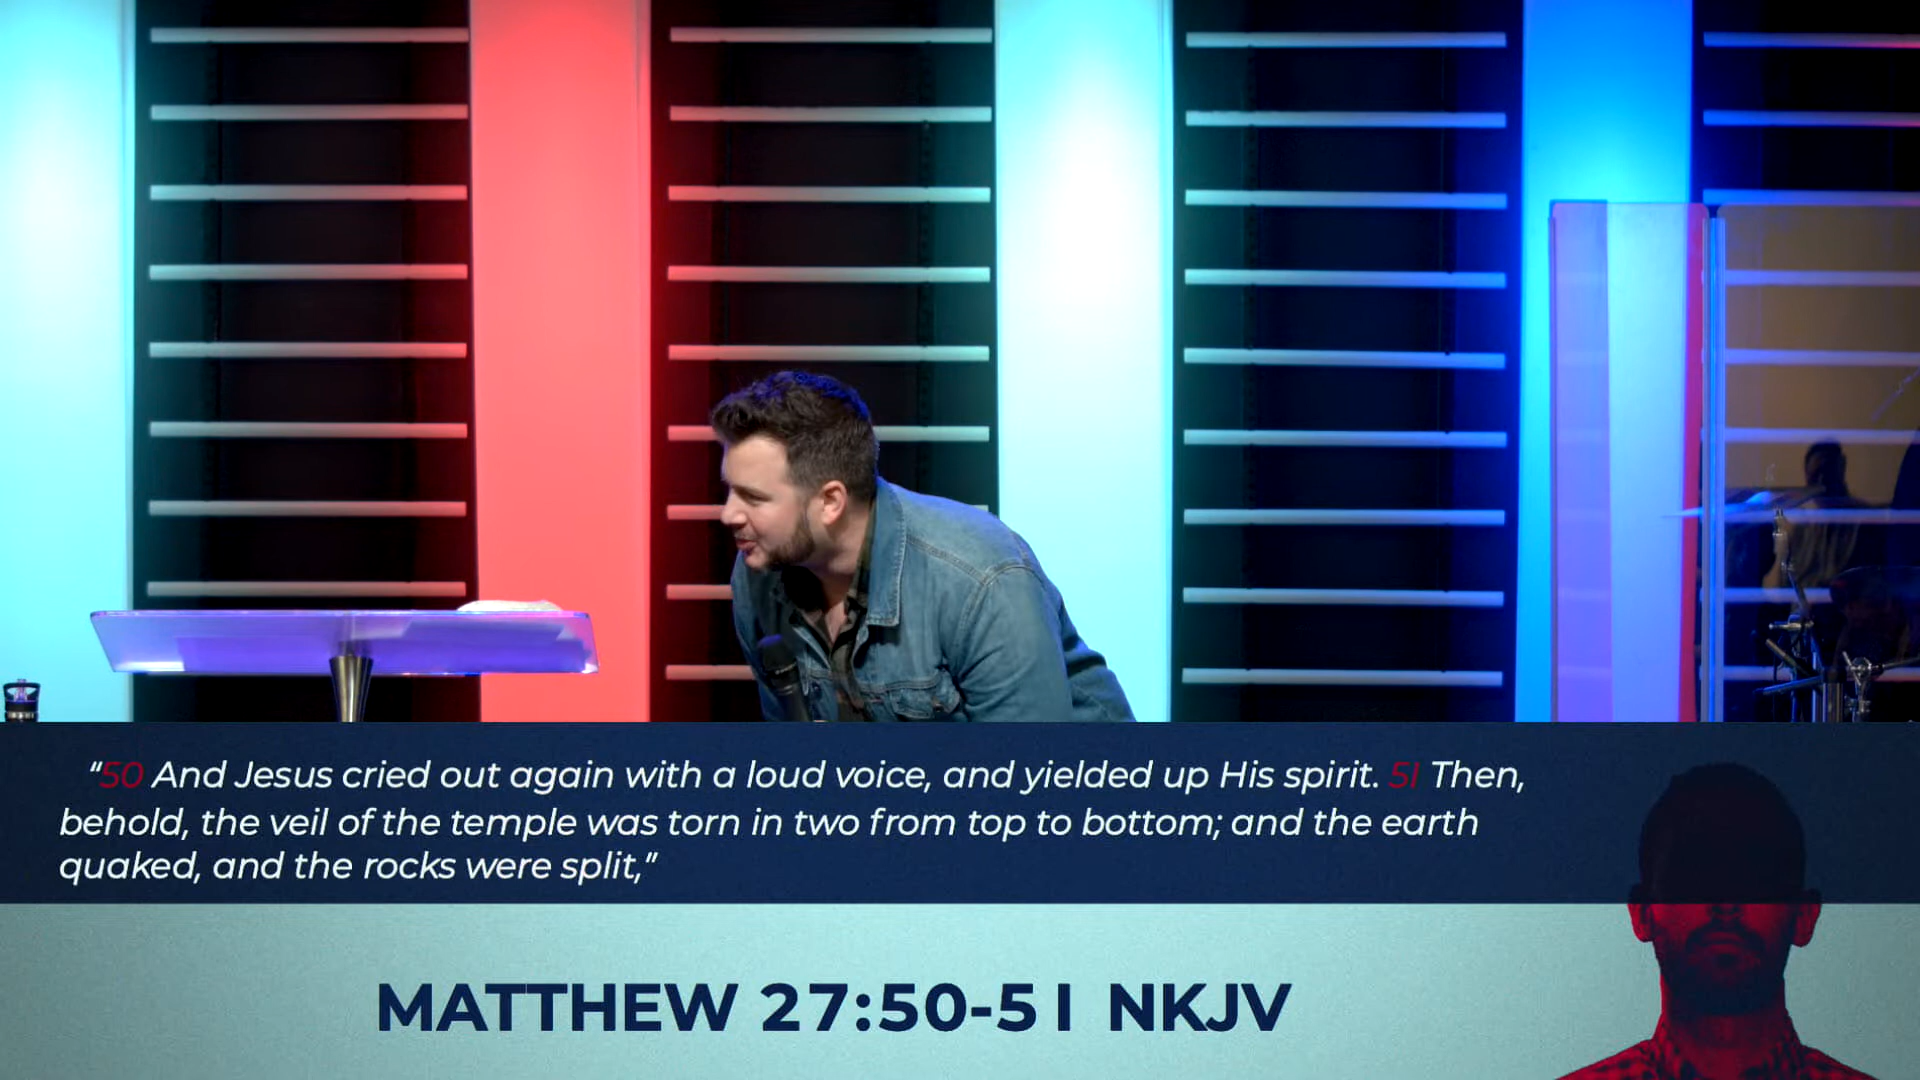 “50 And Jesus cried out again with a loud voice, and yielded up His spirit. 51 Then,
behold, the veil of the temple was torn in two from top to bottom; and the earth
quaked, and the rocks were split,”
MATTHEW 27:50-51 NKJV